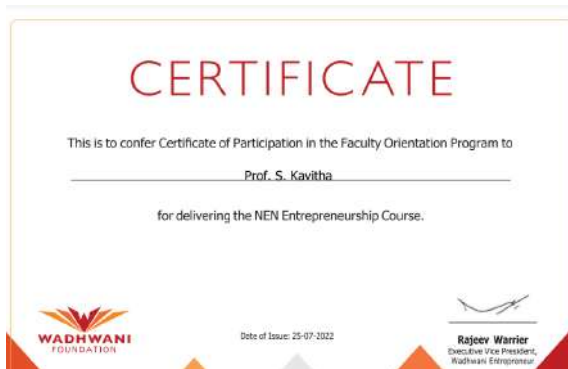 CERTIFICATE
This is to confer Certificate of Participation in the Faculty Orientation Program to
Prof. S. Kavitha
for delivering the NEN Entrepreneurship Course.
WADHWANI
FOUNDATION
Date of Issue: 25-07-2022
Rajeev Warrier
Executive Vice President,
Wadhwani Entrepreneur